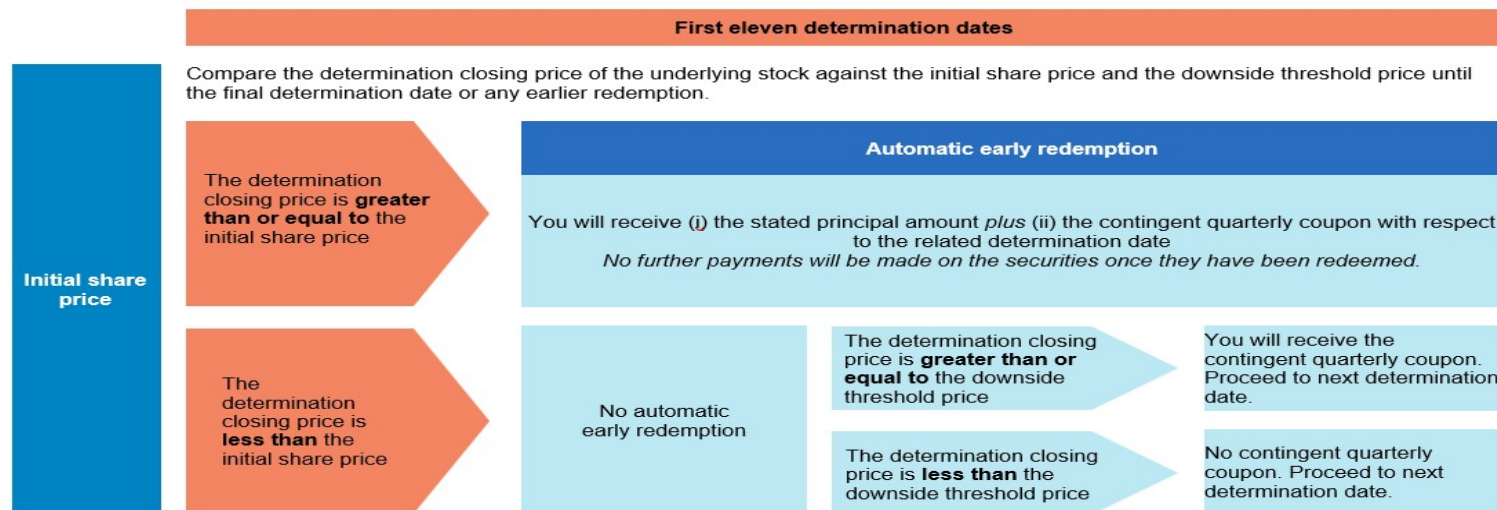 First eleven determination dates
Compare the determination closing price of the underlying stock against the initial share price and the downside threshold price until
the final determination date or any earlier redemption.
Initial share
price
The determination
closing price is greater
than or equal to the
initial share price
Automatic early redemption
You will receive (i) the stated principal amount plus (ii) the contingent quarterly coupon with respect
to the related determination date
No further payments will be made on the securities once they have been redeemed.
The
determination
closing price is
less than the
initial share price
No automatic
early redemption
The determination closing
price is greater than or
equal to the downside
threshold price
You will receive the
contingent quarterly coupon.
Proceed to next determination
date.
The determination closing
price is less than the
downside threshold price
No contingent quarterly
coupon. Proceed to next
determination date.